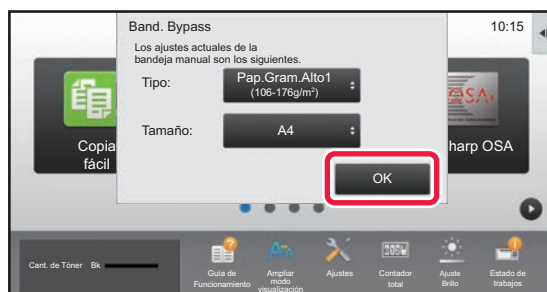 Band. Bypass
10:15
Los ajustes actuales de la
bandeja manual son los siguientes.
Tipo:
Pap.Gram.Alto1
(106-176g/m²)
Tamaño:
A4
OK
Copia
fácil
harp OSA
Cant. de Tóner Bk
Guía de
Funcionamiento
Ampliar
modo
visualización
Ajustes
Contador
total
Ajuste
Brillo
Estado de
trabajos